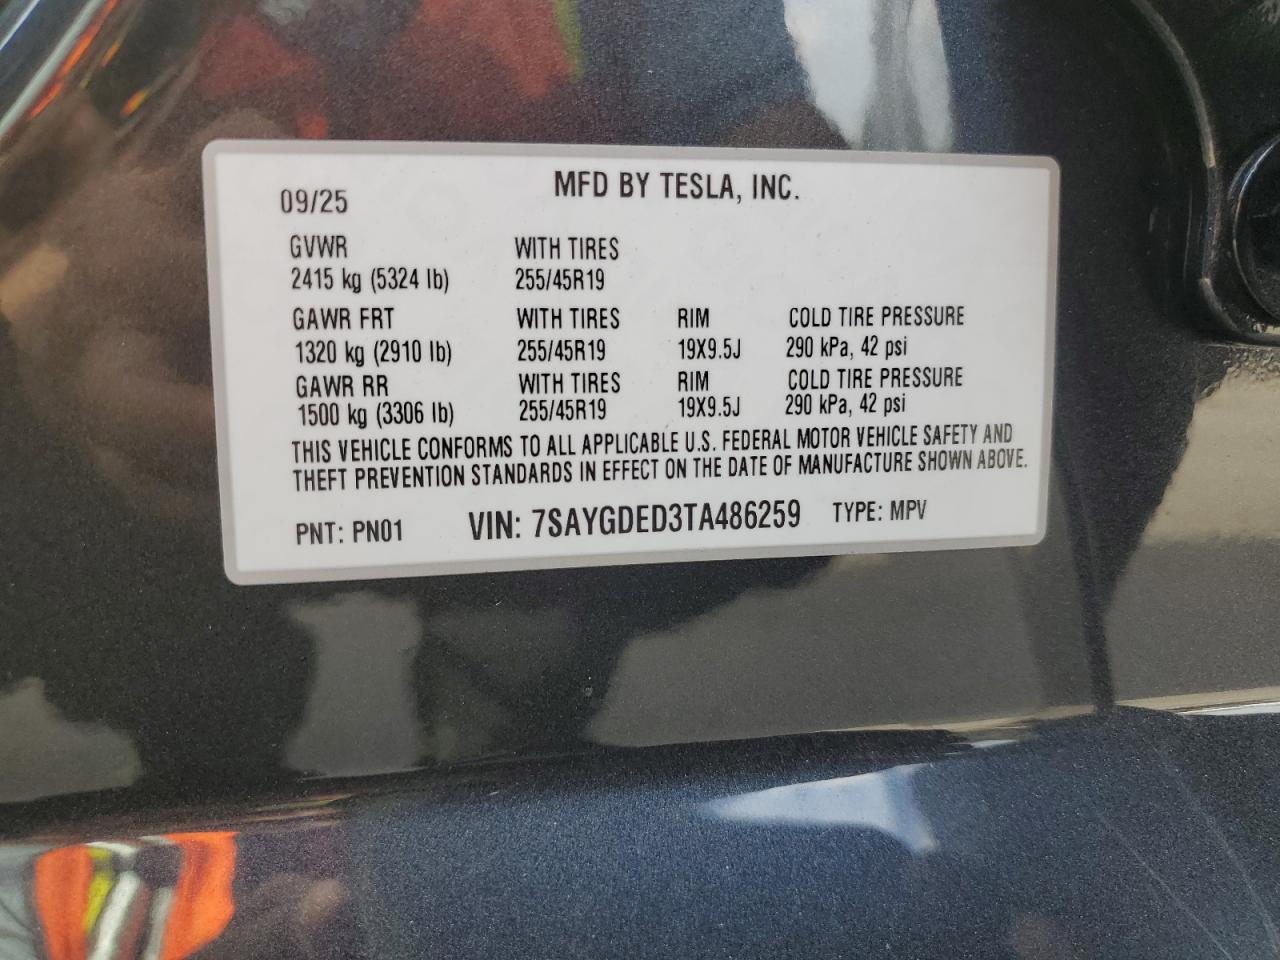 MFD BY TESLA, INC.
09/25
GVWR WITH TIRES
2415 kg (5324 lb) 255/45R19
GAWR FRT WITH TIRES RIM COLD TIRE PRESSURE
1320 kg (2910 lb) 255/45R19 19X9.5J 290 kPa, 42 psi
GAWR RR WITH TIRES RIM COLD TIRE PRESSURE
1500 kg (3306 lb) 255/45R19 19X9.5J 290 kPa, 42 psi
THIS VEHICLE CONFORMS TO ALL APPLICABLE U.S. FEDERAL MOTOR VEHICLE SAFETY AND
THEFT PREVENTION STANDARDS IN EFFECT ON THE DATE OF MANUFACTURE SHOWN ABOVE.
PNT: PN01 VIN: 7SAYGDED3TA486259 TYPE: MPV